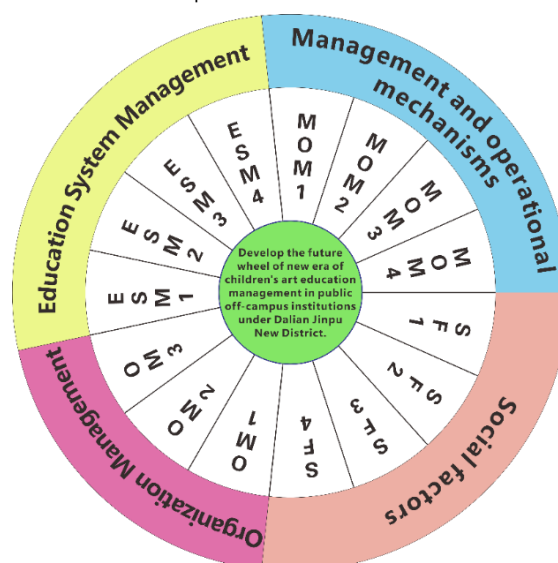 Management and operational
mechanisms
Social factors
Organization Management
Education System Management
MOM1
MOM2
MOM3
MOM4
SF1
SF2
SF3
SF4
OM1
OM2
OM3
ESM1
ESM2
ESM3
ESM4
Develop the future
wheel of new era of
children's art education
management in public
off-campus institutions
under Dalian Jinpu
New District.